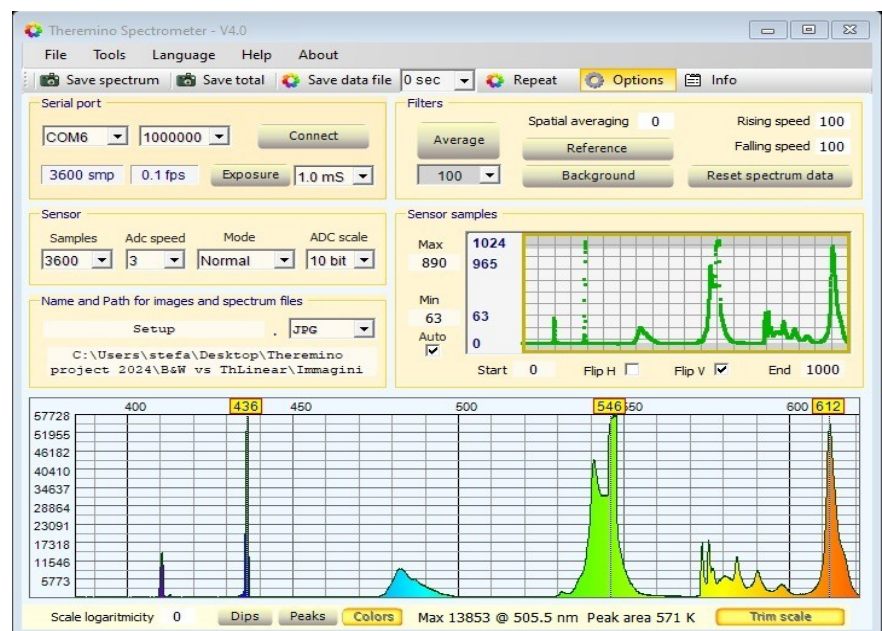 Theremino Spectrometer - V4.0
File Tools Language Help About
Save spectrum Save total Save data file 0 sec Repeat Options Info
Serial port
COM6 1000000 Connect
3600 smp 0.1 fps Exposure 1.0 mS
Filters
Spatial averaging 0 Rising speed 100
Average Reference Falling speed 100
100 Background Reset spectrum data
Sensor
Samples Adc speed Mode ADC scale
3600 3 Normal 10 bit
Sensor samples
Max 1024
890 965
Min
63 63
Auto
0
Start 0 Flip H Flip V End 1000
Name and Path for images and spectrum files
Setup . JPG
C:\Users\stefa\Desktop\Theremino
project 2024\B&W vs ThLinear\Immagini
400 436 450 500 546 550 600 612
57728
51955
46182
40410
34637
28864
23091
17318
11546
5773
Scale logaritmicity 0 Dips Peaks Colors Max 13853 @ 505.5 nm Peak area 571 K Trim scale